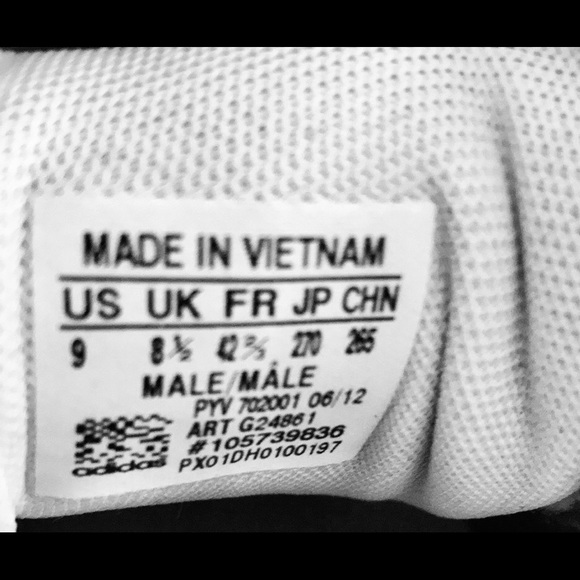 MADE IN VIETNAM
US UK FR JP CHN
9 8½ 42⅔ 270 265
MALE/MÂLE
PYV 702001 06/12
ART G24861
#105739836
adidas PX01DH0100197